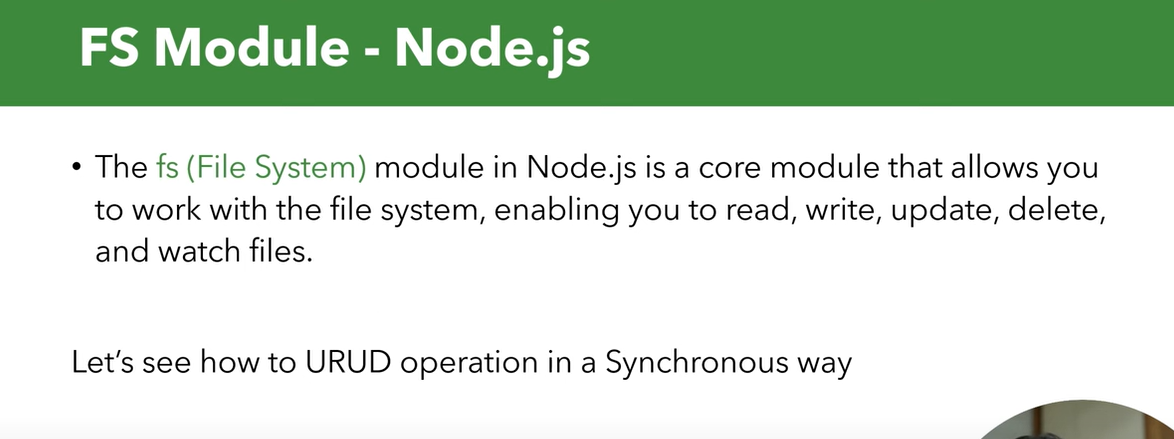 FS Module - Node.js
• The fs (File System) module in Node.js is a core module that allows you
to work with the file system, enabling you to read, write, update, delete,
and watch files.
Let’s see how to URUD operation in a Synchronous way